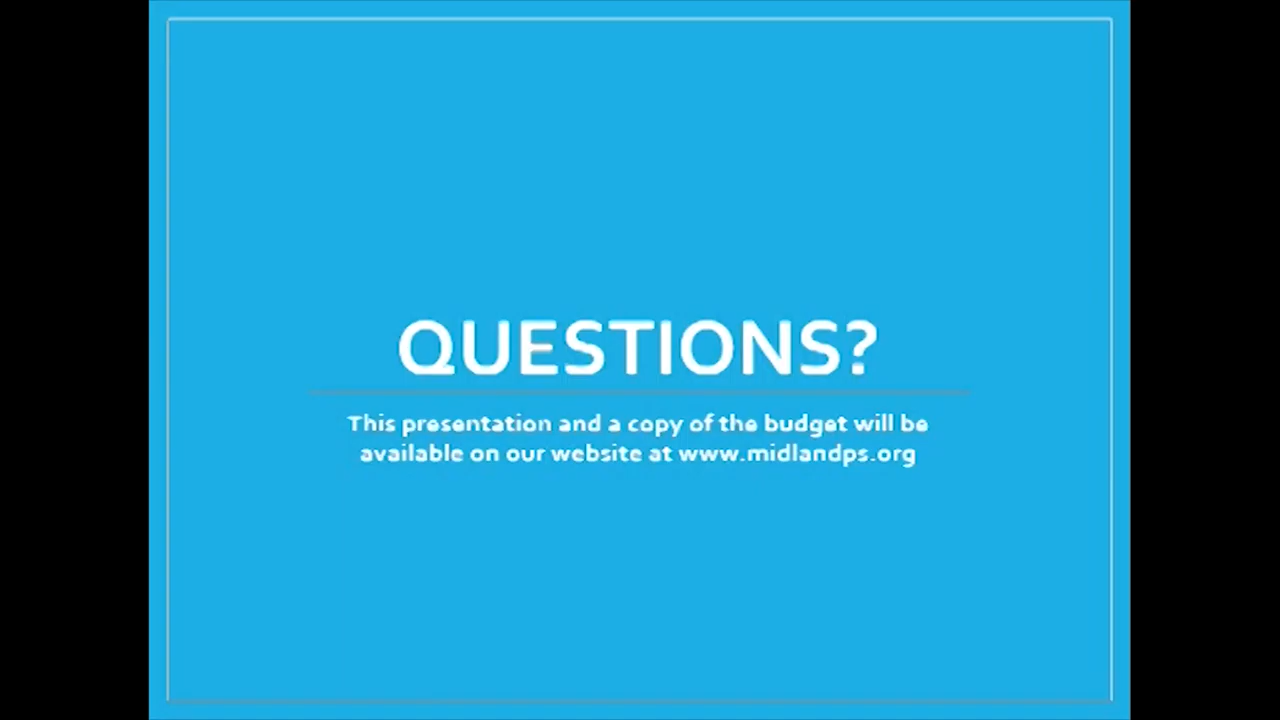 QUESTIONS?
This presentation and a copy of the budget will be
available on our website at www.midlandps.org